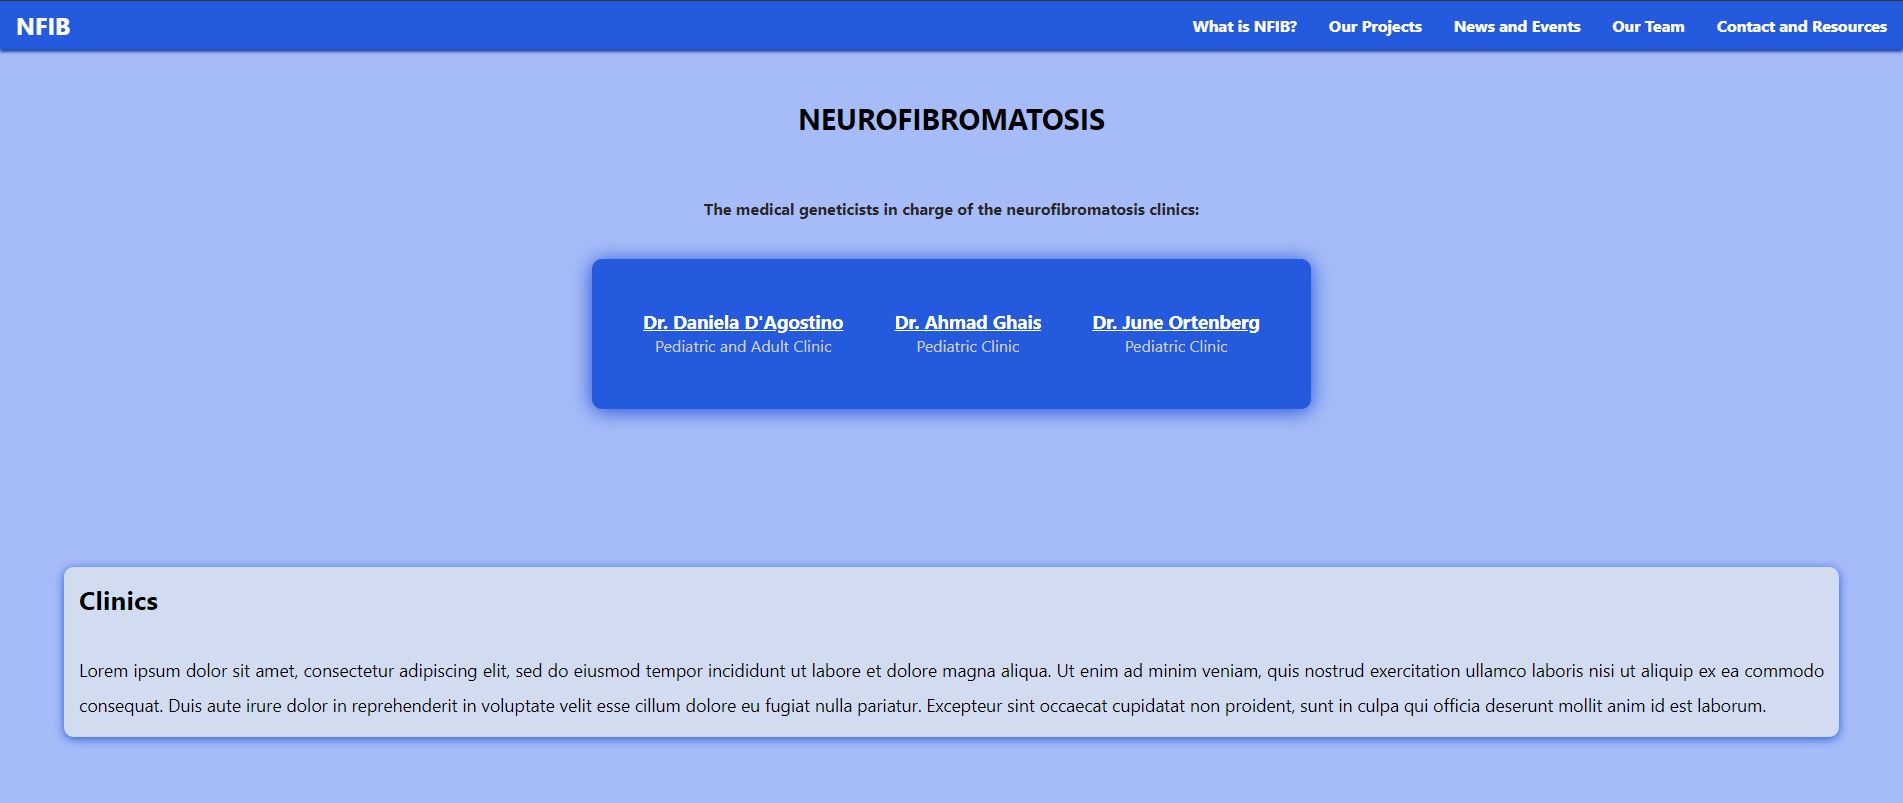 NFIB
What is NFIB? Our Projects News and Events Our Team Contact and Resources
NEUROFIBROMATOSIS
The medical geneticists in charge of the neurofibromatosis clinics:
Dr. Daniela D'Agostino Dr. Ahmad Ghais Dr. June Ortenberg
Pediatric and Adult Clinic Pediatric Clinic Pediatric Clinic
Clinics
Lorem ipsum dolor sit amet, consectetur adipiscing elit, sed do eiusmod tempor incididunt ut labore et dolore magna aliqua. Ut enim ad minim veniam, quis nostrud exercitation ullamco laboris nisi ut aliquip ex ea commodo
consequat. Duis aute irure dolor in reprehenderit in voluptate velit esse cillum dolore eu fugiat nulla pariatur. Excepteur sint occaecat cupidatat non proident, sunt in culpa qui officia deserunt mollit anim id est laborum.